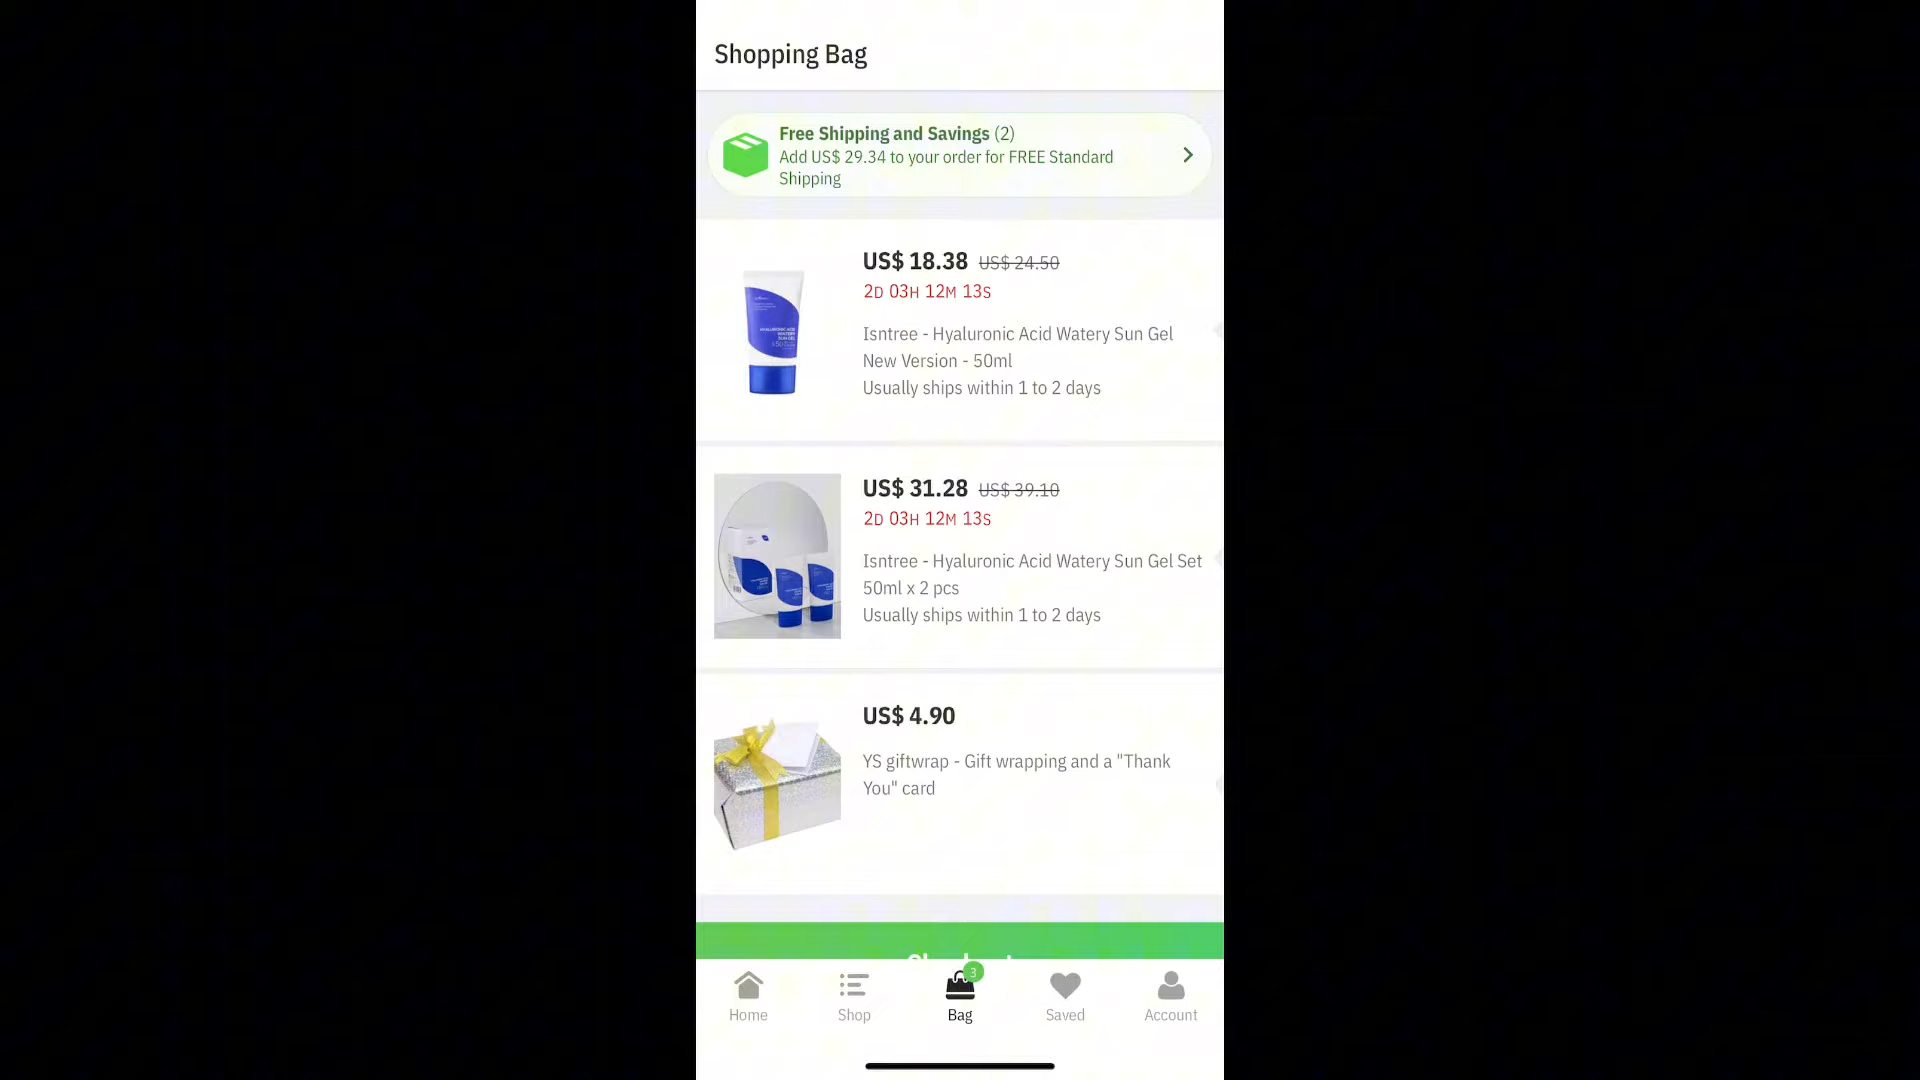 Shopping Bag
Free Shipping and Savings (2)
Add US$ 29.34 to your order for FREE Standard
Shipping
US$ 18.38 US$ 24.50
2D 03H 12M 13S
Isntree - Hyaluronic Acid Watery Sun Gel
New Version - 50ml
Usually ships within 1 to 2 days
US$ 31.28 US$ 39.10
2D 03H 12M 13S
Isntree - Hyaluronic Acid Watery Sun Gel Set
50ml x 2 pcs
Usually ships within 1 to 2 days
US$ 4.90
YS giftwrap - Gift wrapping and a "Thank
You" card
3
Home Shop Bag Saved Account